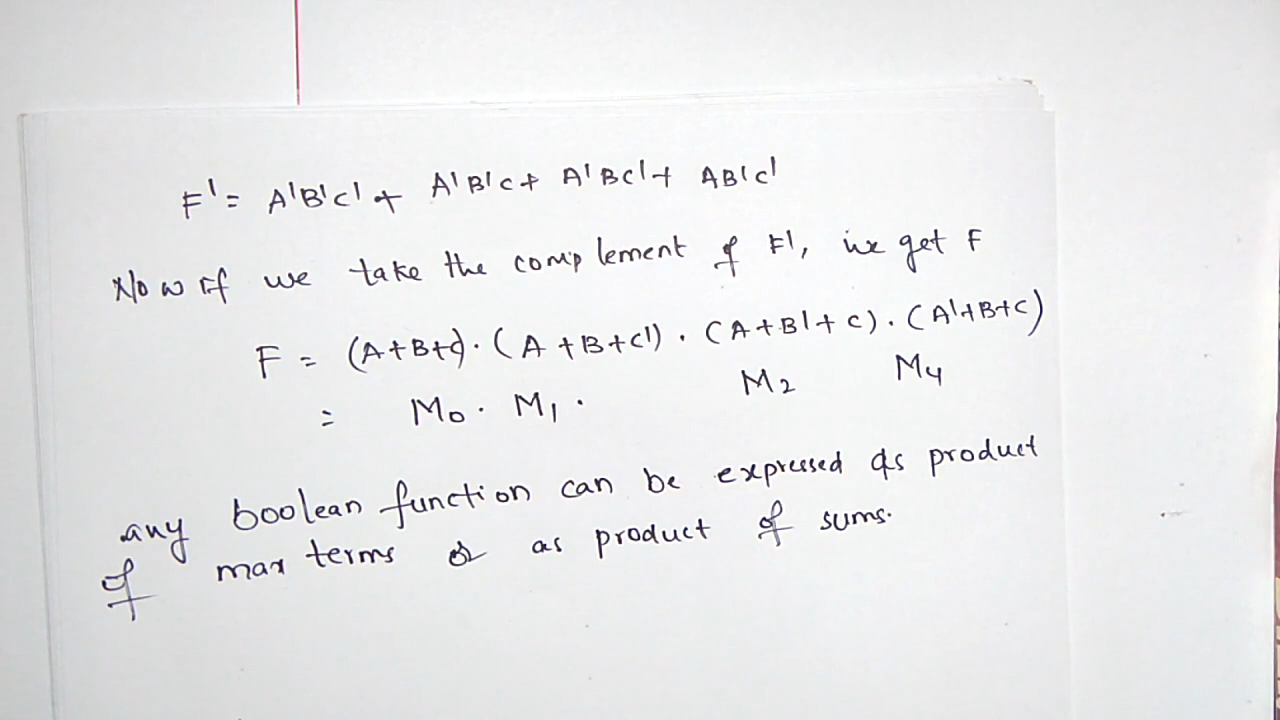 F' = A'B'C' + A'B'C + A'BC' + AB'C'
Now if we take the complement of F', we get F
F = (A+B+C) . (A+B+C') . (A+B'+C) . (A'+B+C)
= M0 . M1 . M2 M4
any boolean function can be expressed as product
of max terms or as product of sums.